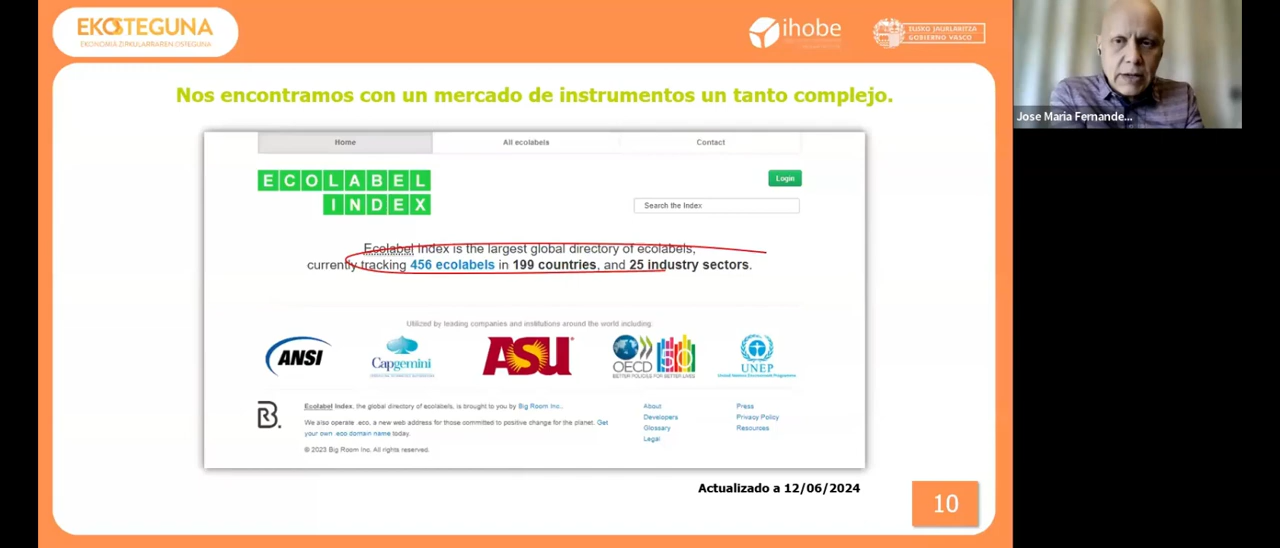 EKOSTEGUNA
EKONOMIA ZIRKULARRAREN OSTEGUNA
ihobe
EUSKO JAURLARITZA
GOBIERNO VASCO
Jose Maria Fernande...
Nos encontramos con un mercado de instrumentos un tanto complejo.
Home
All ecolabels
Contact
ECOLABEL
INDEX
Login
Search the Index
Ecolabel Index is the largest global directory of ecolabels,
currently tracking 456 ecolabels in 199 countries, and 25 industry sectors.
Utilized by leading companies and institutions around the world including
ANSI
Capgemini
ASU
OECD
50
BETTER POLICIES FOR BETTER LIVES
UNEP
United Nations Environment Programme
B.
Ecolabel Index, the global directory of ecolabels, is brought to you by Big Room Inc..
We also operate .eco, a new web address for those committed to positive change for the planet. Get
your own .eco domain name today.
© 2023 Big Room Inc. All rights reserved.
About
Developers
Glossary
Legal
Press
Privacy Policy
Resources
Actualizado a 12/06/2024
10